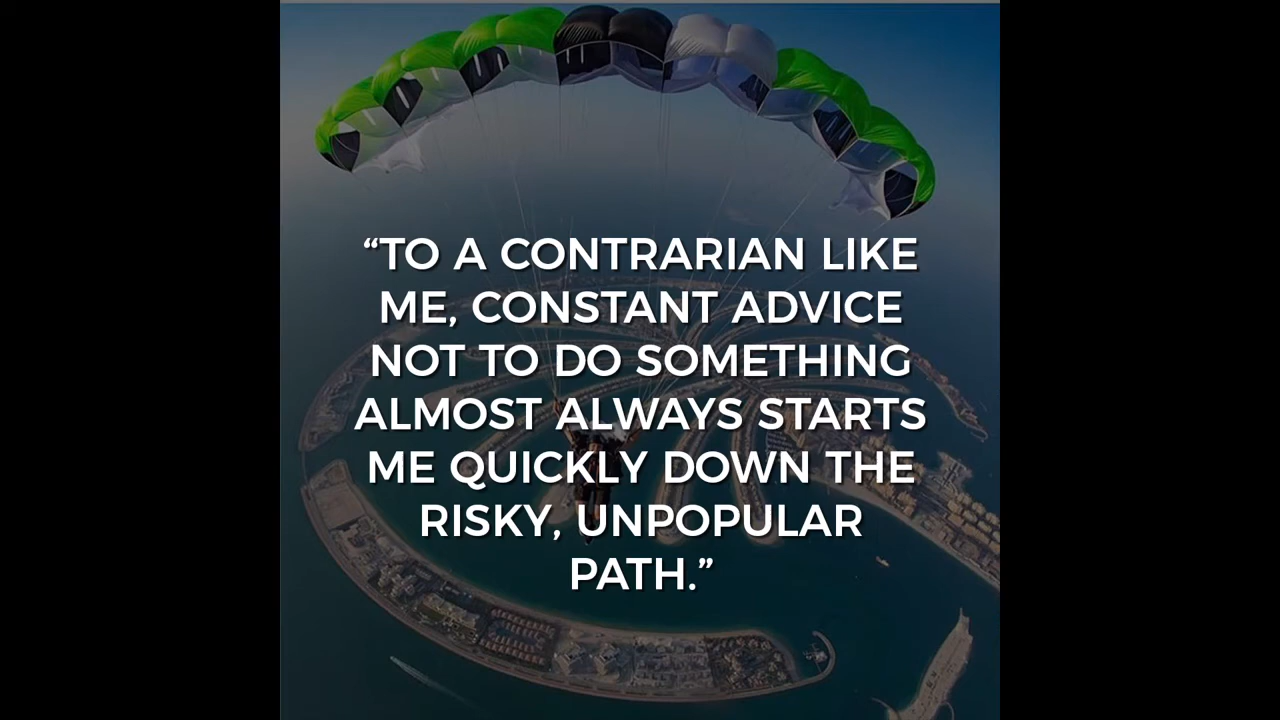 “TO A CONTRARIAN LIKE
ME, CONSTANT ADVICE
NOT TO DO SOMETHING
ALMOST ALWAYS STARTS
ME QUICKLY DOWN THE
RISKY, UNPOPULAR
PATH.”